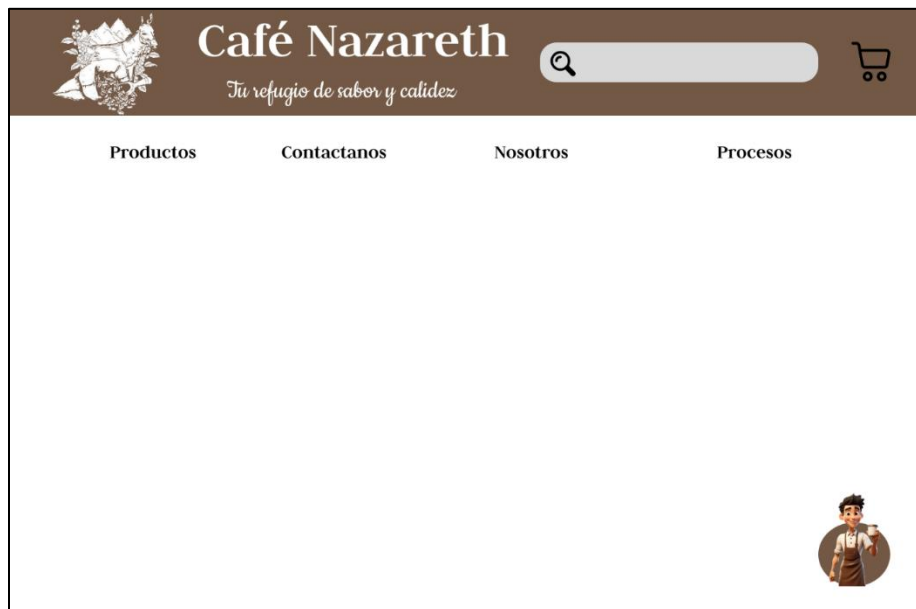 Café Nazareth
Tu refugio de sabor y calidez
Productos Contactanos Nosotros Procesos